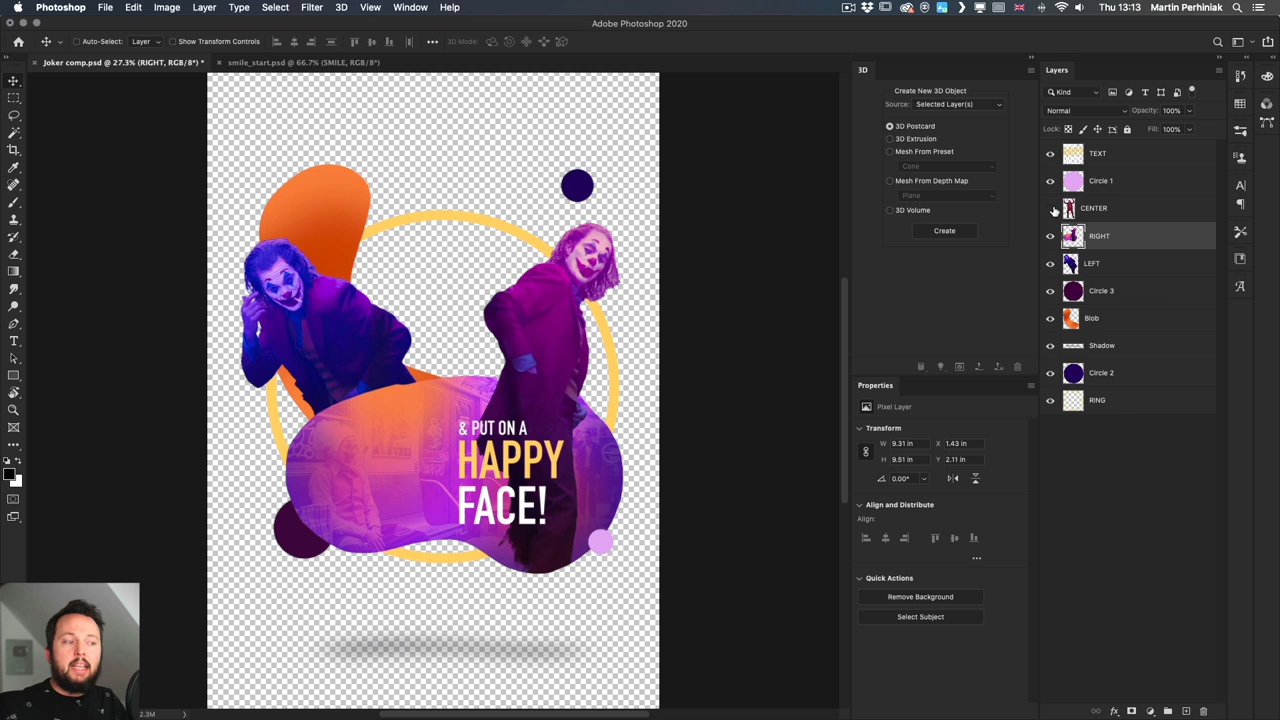 Photoshop File Edit Image Layer Type Select Filter 3D View Window Help Thu 13:13 Martin Perhiniak
Adobe Photoshop 2020
Auto-Select: Layer Show Transform Controls 3D Mode:
Joker comp.psd @ 27.3% (RIGHT, RGB/8*) * smile_start.psd @ 66.7% (SMILE, RGB/8*)
3D
Create New 3D Object
Source: Selected Layer(s)
3D Postcard
3D Extrusion
Mesh From Preset
Cone
Mesh From Depth Map
Plane
3D Volume
Create
Properties
Pixel Layer
Transform
W 9.31 in X 1.43 in
H 9.51 in Y 2.11 in
0.00°
Align and Distribute
Align:
Quick Actions
Remove Background
Select Subject
Layers
Kind
Normal Opacity: 100%
Lock: Fill: 100%
TEXT
Circle 1
CENTER
RIGHT
LEFT
Circle 3
Blob
Shadow
Circle 2
RING
& PUT ON A
HAPPY
FACE!
2.3M